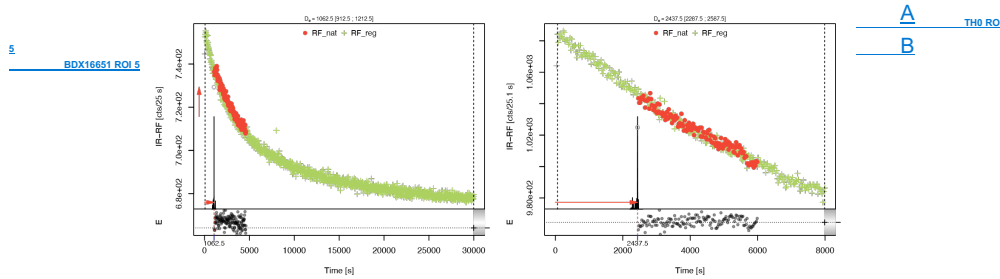 5
BDX16651 ROI 5
Dₑ = 1062.5 [912.5 ; 1212.5]
RF_nat RF_reg
IR−RF [cts/25 s]
6.8e+02 7.0e+02 7.2e+02 7.4e+02
E
1062.5
0 5000 10000 15000 20000 25000 30000
Time [s]
Dₑ = 2437.5 [2287.5 ; 2587.5]
RF_nat RF_reg
IR−RF [cts/25.1 s]
9.80e+02 1.02e+03 1.06e+03
E
2437.5
0 2000 4000 6000 8000
Time [s]
A
TH0 RO
B